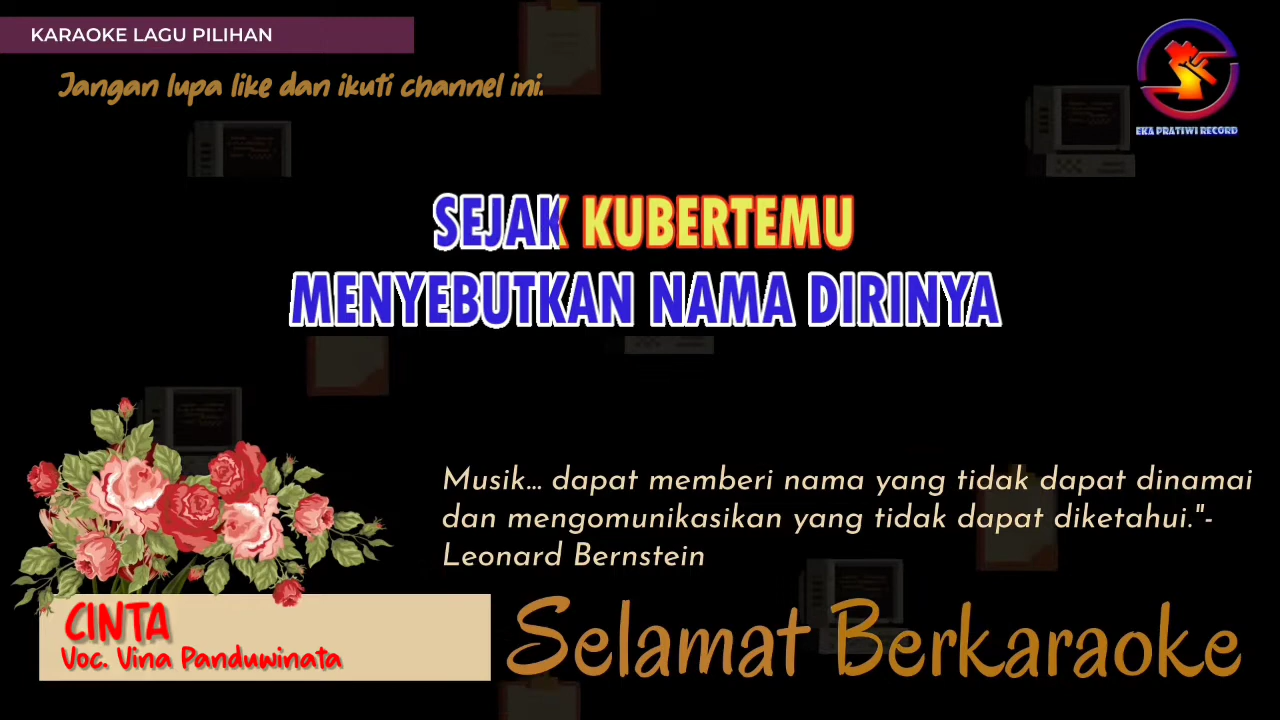 KARAOKE LAGU PILIHAN
Jangan lupa like dan ikuti channel ini.
EKA PRATIWI RECORD
SEJAK KUBERTEMU
MENYEBUTKAN NAMA DIRINYA
Musik... dapat memberi nama yang tidak dapat dinamai
dan mengomunikasikan yang tidak dapat diketahui."-
Leonard Bernstein
CINTA
Voc. Vina Panduwinata
Selamat Berkaraoke